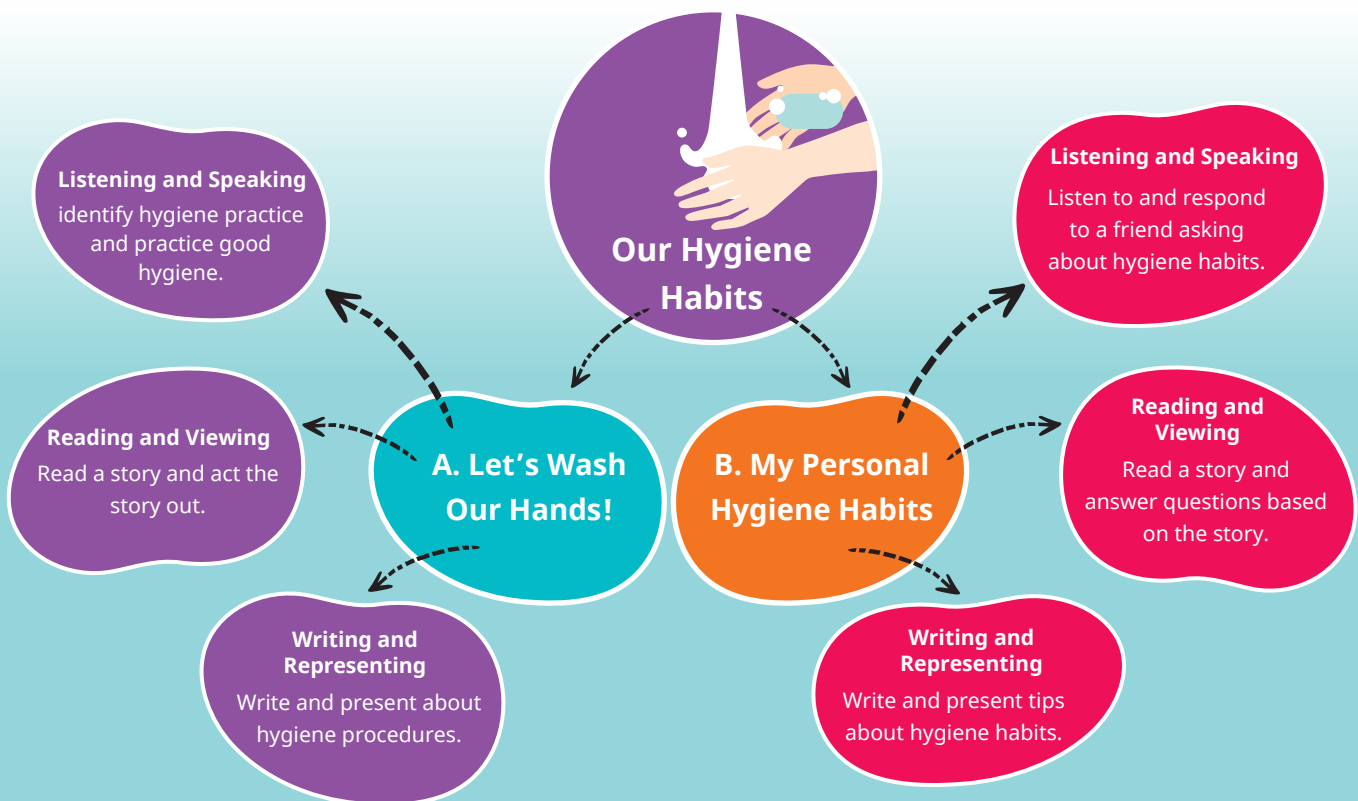 Our Hygiene
Habits
A. Let's Wash
Our Hands!
Listening and Speaking
identify hygiene practice
and practice good
hygiene.
Reading and Viewing
Read a story and act the
story out.
Writing and
Representing
Write and present about
hygiene procedures.
B. My Personal
Hygiene Habits
Listening and Speaking
Listen to and respond
to a friend asking
about hygiene habits.
Reading and
Viewing
Read a story and
answer questions based
on the story.
Writing and
Representing
Write and present tips
about hygiene habits.